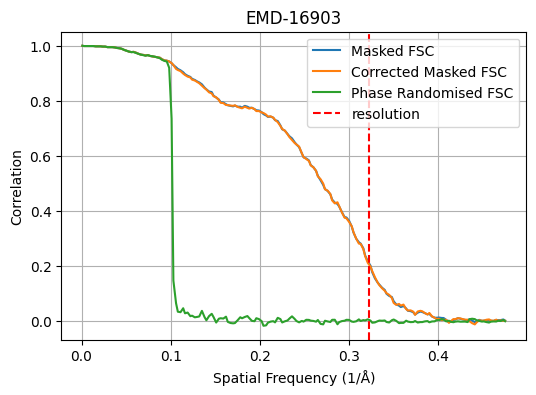 EMD-16903
Masked FSC
Corrected Masked FSC
Phase Randomised FSC
resolution
Correlation
1.0
0.8
0.6
0.4
0.2
0.0
0.0 0.1 0.2 0.3 0.4
Spatial Frequency (1/Å)